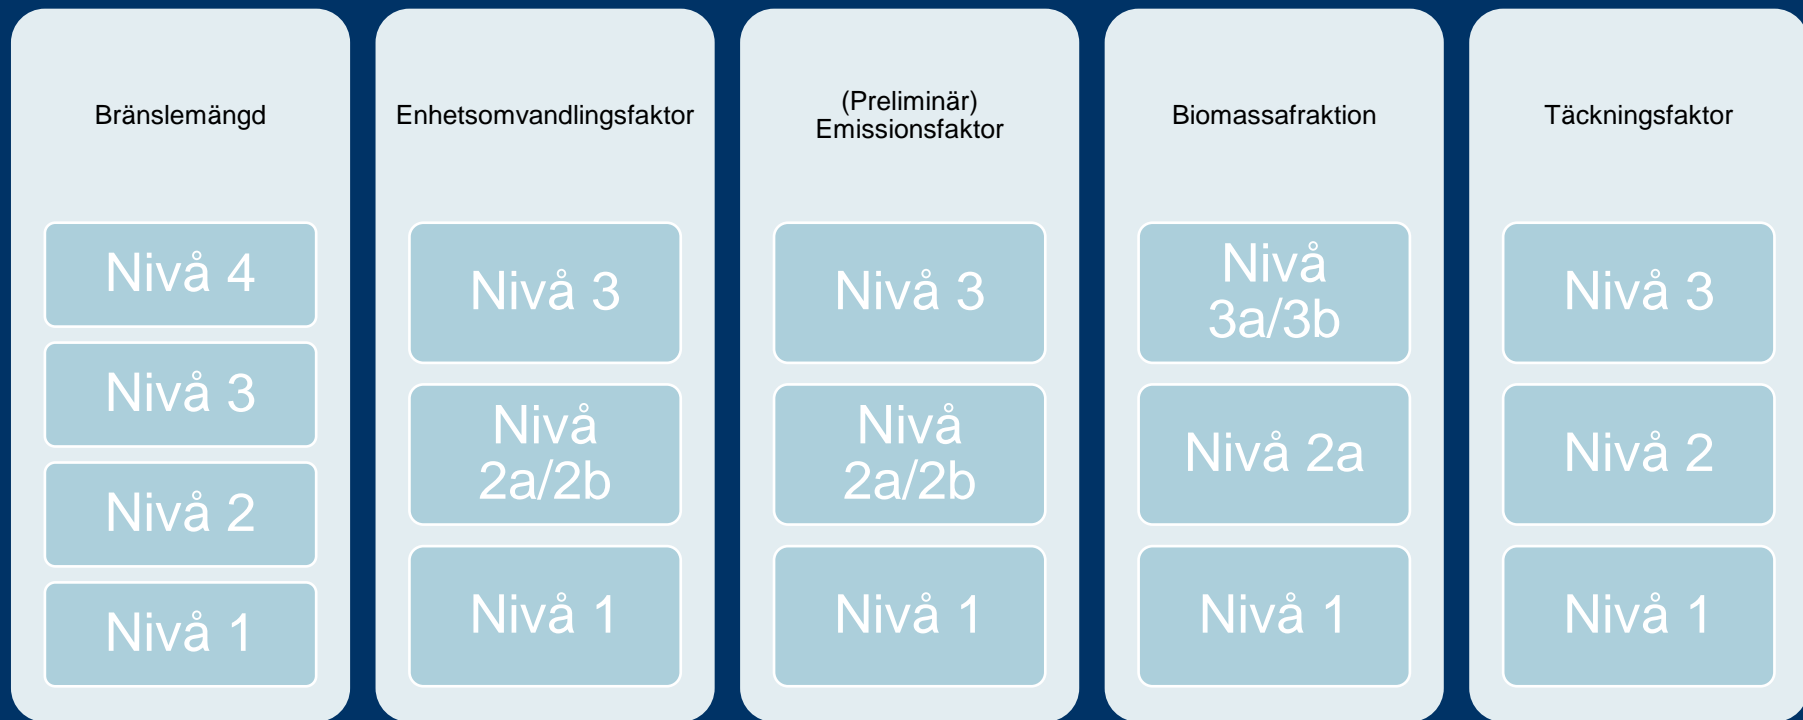 Bränslemängd
Nivå 4
Nivå 3
Nivå 2
Nivå 1
Enhetsomvandlingsfaktor
Nivå 3
Nivå
2a/2b
Nivå 1
(Preliminär)
Emissionsfaktor
Nivå 3
Nivå
2a/2b
Nivå 1
Biomassafraktion
Nivå
3a/3b
Nivå 2a
Nivå 1
Täckningsfaktor
Nivå 3
Nivå 2
Nivå 1